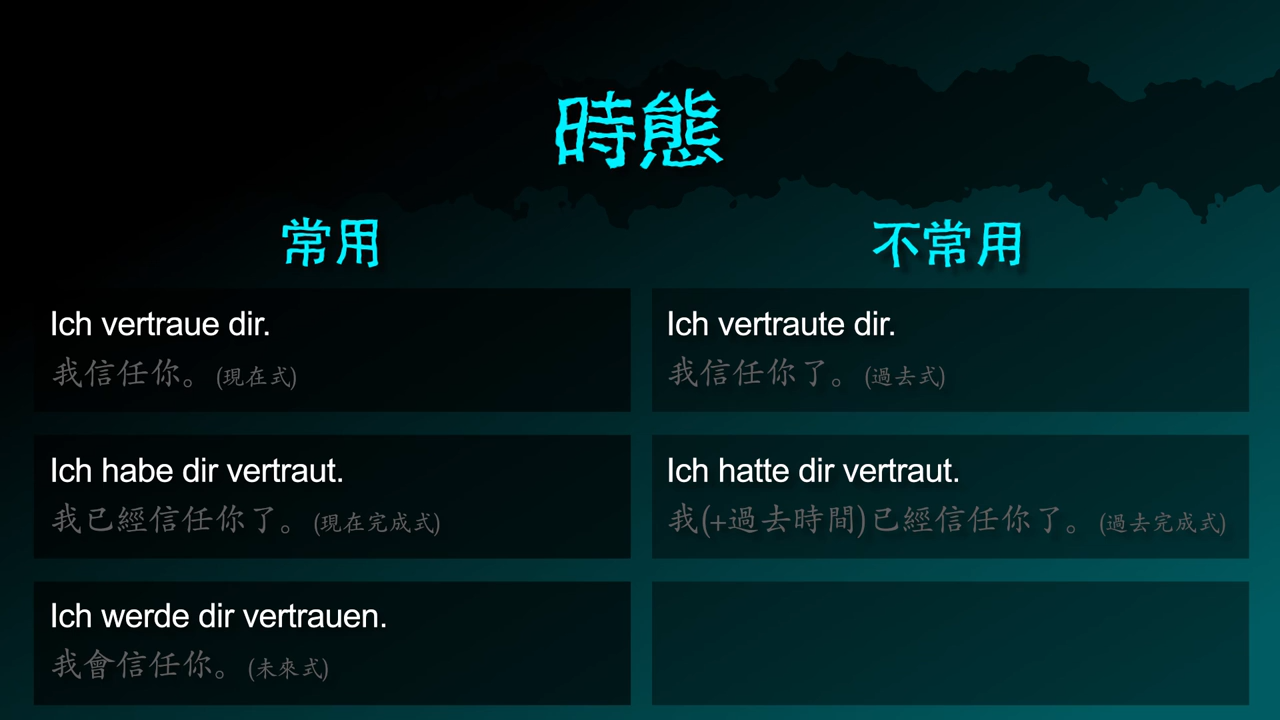 時態
常用
不常用
Ich vertraue dir.
我信任你。(現在式)
Ich vertraute dir.
我信任你了。(過去式)
Ich habe dir vertraut.
我已經信任你了。(現在完成式)
Ich hatte dir vertraut.
我(+過去時間)已經信任你了。(過去完成式)
Ich werde dir vertrauen.
我會信任你。(未來式)